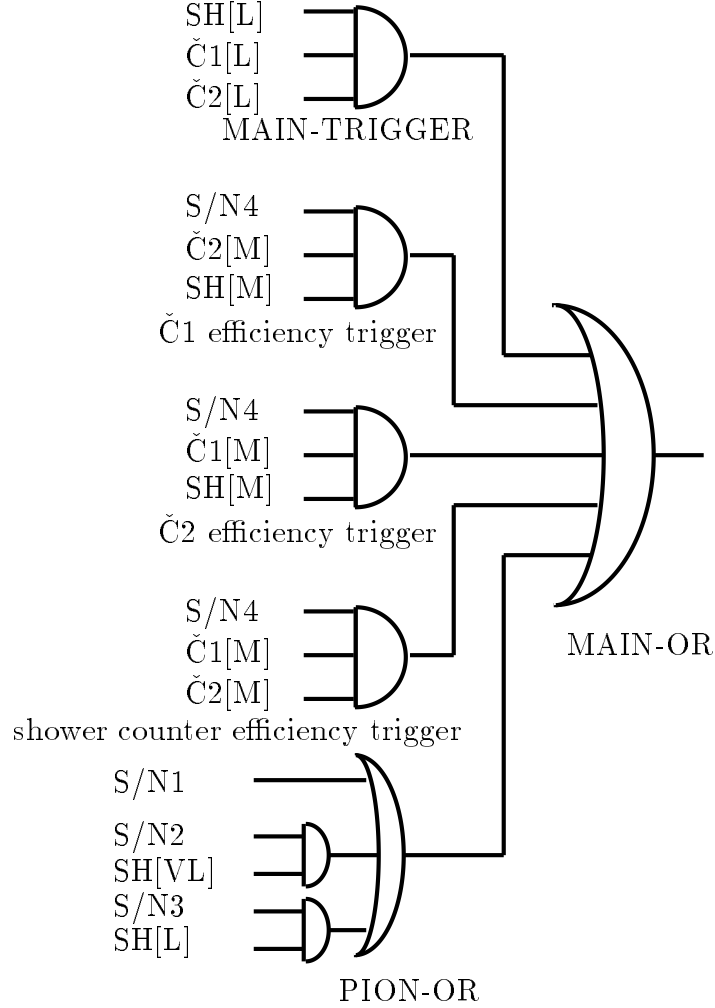 SH[L]
Č1[L]
Č2[L]
MAIN-TRIGGER
S/N4
Č2[M]
SH[M]
Č1 efficiency trigger
S/N4
Č1[M]
SH[M]
Č2 efficiency trigger
S/N4
Č1[M]
Č2[M]
MAIN-OR
shower counter efficiency trigger
S/N1
S/N2
SH[VL]
S/N3
SH[L]
PION-OR